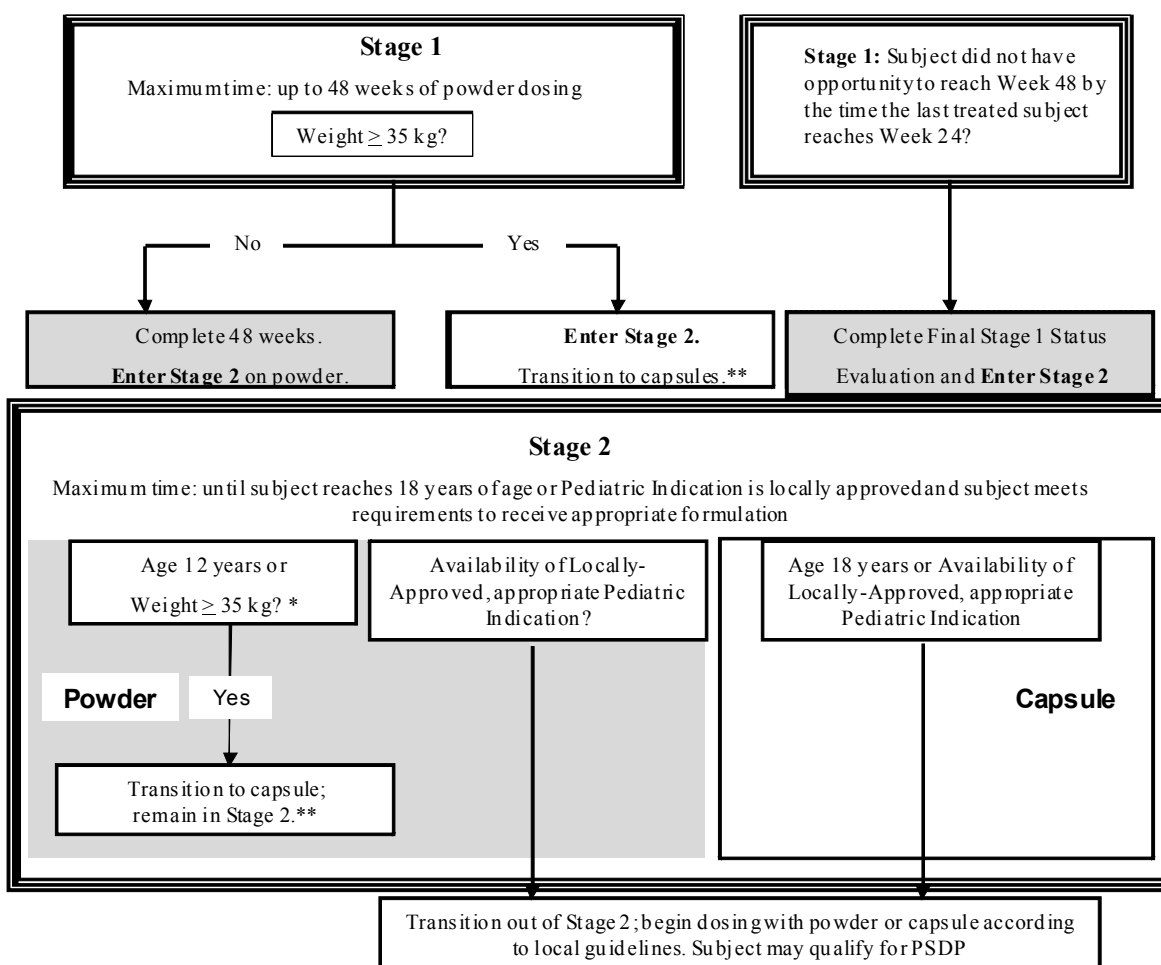 Stage 1
Maximum time: up to 48 weeks of powder dosing
Weight ≥ 35 kg?
Stage 1: Subject did not have
opportunity to reach Week 48 by
the time the last treated subject
reaches Week 24?
No
Yes
Complete 48 weeks.
Enter Stage 2 on powder.
Enter Stage 2.
Transition to capsules.**
Complete Final Stage 1 Status
Evaluation and Enter Stage 2
Stage 2
Maximum time: until subject reaches 18 years of age or Pediatric Indication is locally approved and subject meets
requirements to receive appropriate formulation
Age 12 years or
Weight ≥ 35 kg? *
Availability of Locally-
Approved, appropriate Pediatric
Indication?
Age 18 years or Availability of
Locally-Approved, appropriate
Pediatric Indication
Powder
Yes
Capsule
Transition to capsule;
remain in Stage 2.**
Transition out of Stage 2; begin dosing with powder or capsule according
to local guidelines. Subject may qualify for PSDP